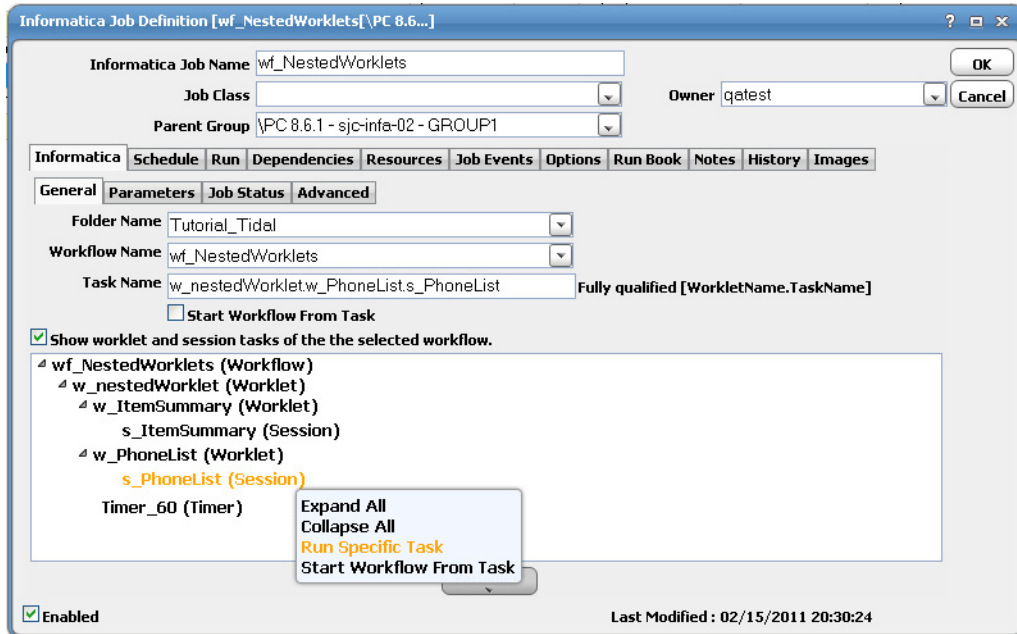 Informatica Job Definition [wf_NestedWorklets[\PC 8.6...]
Informatica Job Name wf_NestedWorklets OK
Job Class Owner qatest Cancel
Parent Group \PC 8.6.1 - sjc-infa-02 - GROUP1
Informatica Schedule Run Dependencies Resources Job Events Options Run Book Notes History Images
General Parameters Job Status Advanced
Folder Name Tutorial_Tidal
Workflow Name wf_NestedWorklets
Task Name w_nestedWorklet.w_PhoneList.s_PhoneList Fully qualified [WorkletName.TaskName]
Start Workflow From Task
Show worklet and session tasks of the the selected workflow.
wf_NestedWorklets (Workflow)
w_nestedWorklet (Worklet)
w_ItemSummary (Worklet)
s_ItemSummary (Session)
w_PhoneList (Worklet)
s_PhoneList (Session)
Timer_60 (Timer)
Expand All
Collapse All
Run Specific Task
Start Workflow From Task
Enabled Last Modified : 02/15/2011 20:30:24